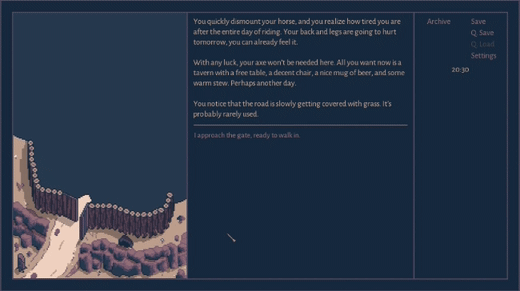 You quickly dismount your horse, and you realize how tired you are
after the entire day of riding. Your back and legs are going to hurt
tomorrow, you can already feel it.
With any luck, your axe won't be needed here. All you want now is a
tavern with a free table, a decent chair, a nice mug of beer, and some
warm stew. Perhaps another day.
You notice that the road is slowly getting covered with grass. It's
probably rarely used.
I approach the gate, ready to walk in.
Archive
Save
Q. Save
Q. Load
Settings
20:30